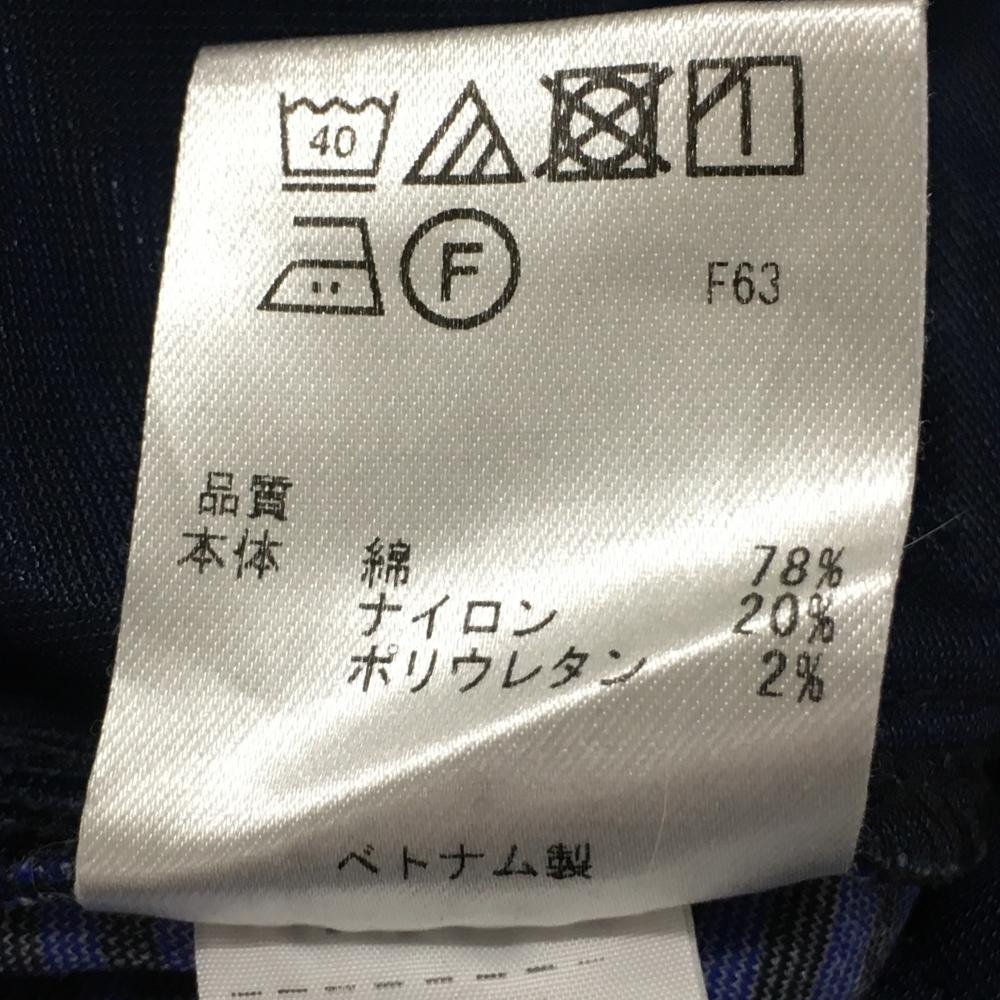 40
F
F63
品質
本体 綿 78%
ナイロン 20%
ポリウレタン 2%
ベトナム製